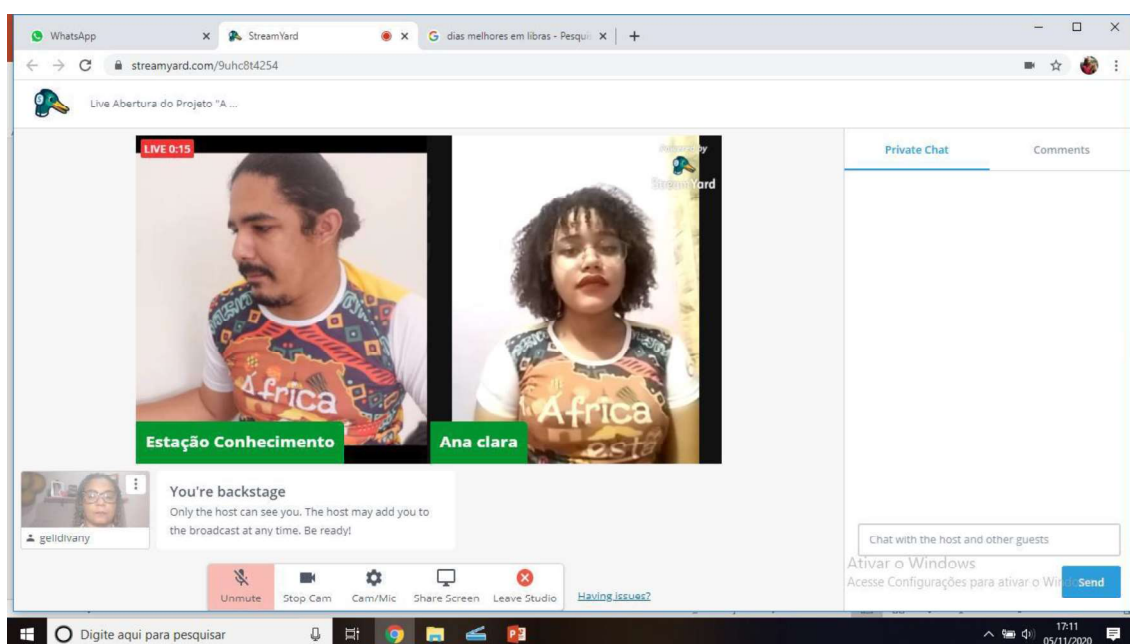 WhatsApp
StreamYard
dias melhores em libras - Pesqui
streamyard.com/9uhc8t4254
Live Abertura do Projeto "A ...
LIVE 0:15
Powered by
StreamYard
África
Estação Conhecimento
África
está
Ana clara
Private Chat
Comments
gelidivany
You're backstage
Only the host can see you. The host may add you to
the broadcast at any time. Be ready!
Unmute
Stop Cam
Cam/Mic
Share Screen
Leave Studio
Having issues?
Chat with the host and other guests
Send
Ativar o Windows
Acesse Configurações para ativar o
Digite aqui para pesquisar
17:11
05/11/2020